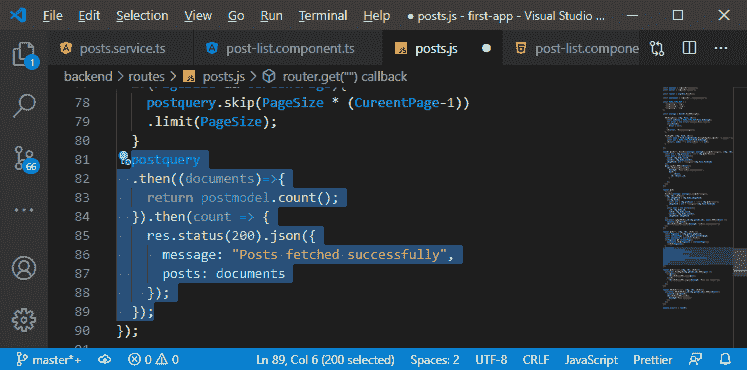 File Edit Selection View Go Run Terminal Help posts.js - first-app - Visual Studio ...
posts.service.ts post-list.component.ts posts.js post-list.compone
backend > routes > posts.js > router.get("") callback
78 postquery.skip(PageSize * (CureentPage-1))
79 .limit(PageSize);
80 }
81 postquery
82 .then((documents)=>{
83 return postmodel.count();
84 }).then(count => {
85 res.status(200).json({
86 message: "Posts fetched successfully",
87 posts: documents
88 });
89 });
90 });
1
66
master*+ 0 0 Ln 89, Col 6 (200 selected) Spaces: 2 UTF-8 CRLF JavaScript Prettier